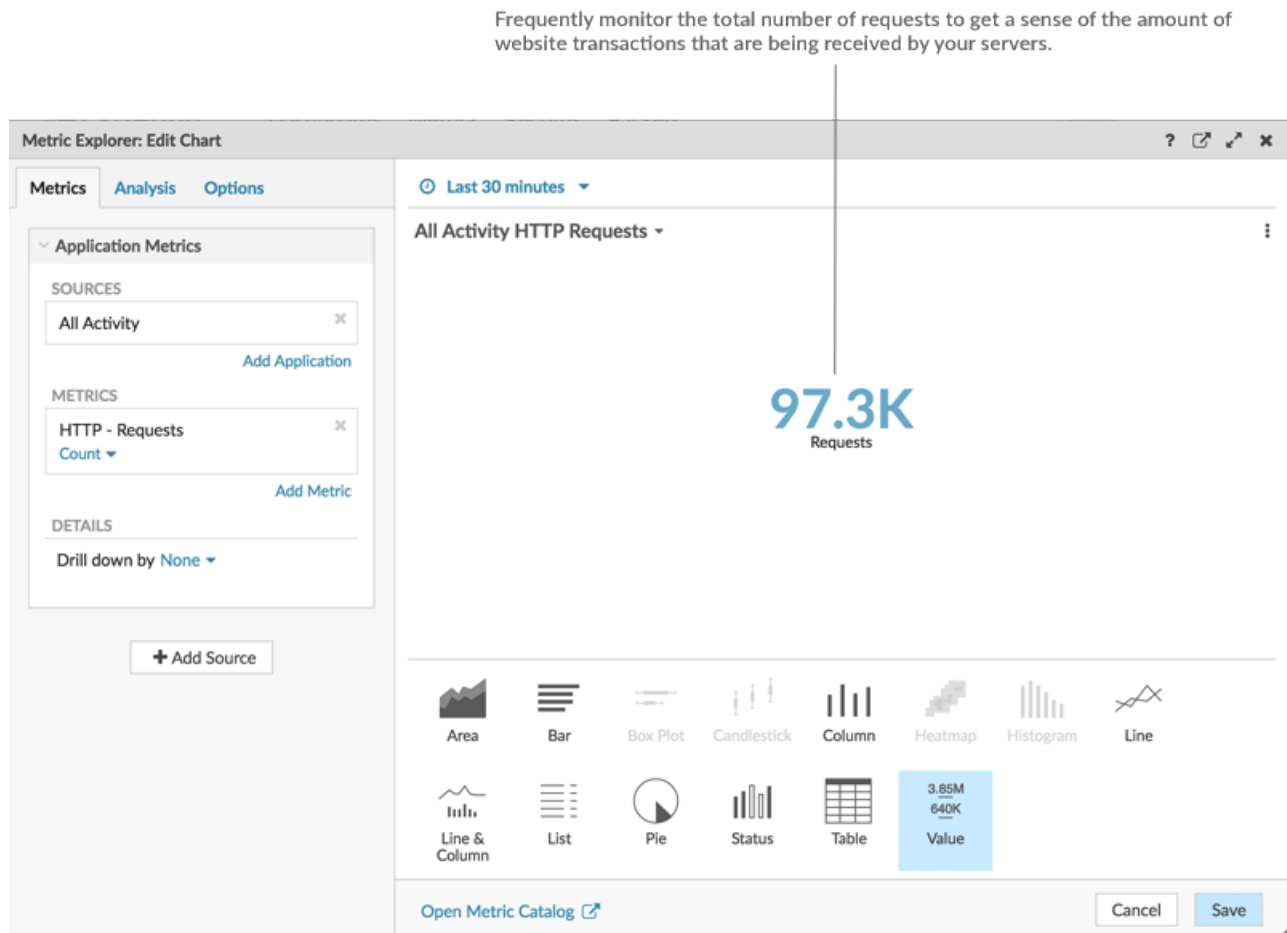 Frequently monitor the total number of requests to get a sense of the amount of
website transactions that are being received by your servers.
Metric Explorer: Edit Chart
?
Metrics
Analysis
Options
Last 30 minutes
Application Metrics
All Activity HTTP Requests
SOURCES
All Activity
Add Application
METRICS
HTTP - Requests
Count
Add Metric
DETAILS
Drill down by None
+ Add Source
97.3K
Requests
Area
Bar
Box Plot
Candlestick
Column
Heatmap
Histogram
Line
Line &
Column
List
Pie
Status
Table
3.85M
640K
Value
Open Metric Catalog
Cancel
Save